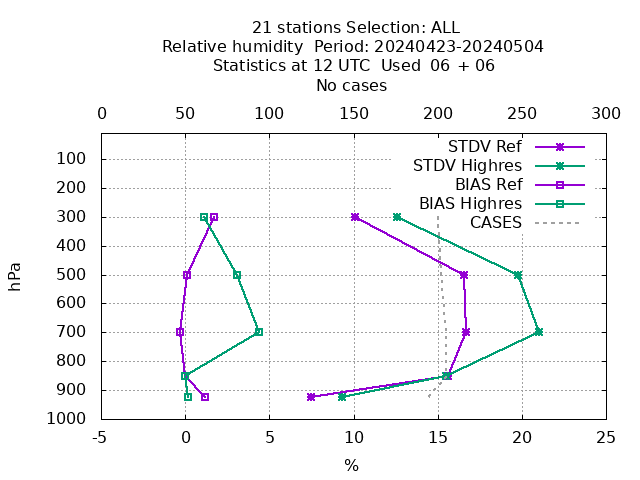 21 stations Selection: ALL
Relative humidity  Period: 20240423-20240504
Statistics at 12 UTC  Used  06 + 06
No cases
0 50 100 150 200 250 300
STDV Ref
STDV Highres
BIAS Ref
BIAS Highres
CASES
100
200
300
400
500
600
700
800
900
1000
hPa
-5 0 5 10 15 20 25
%